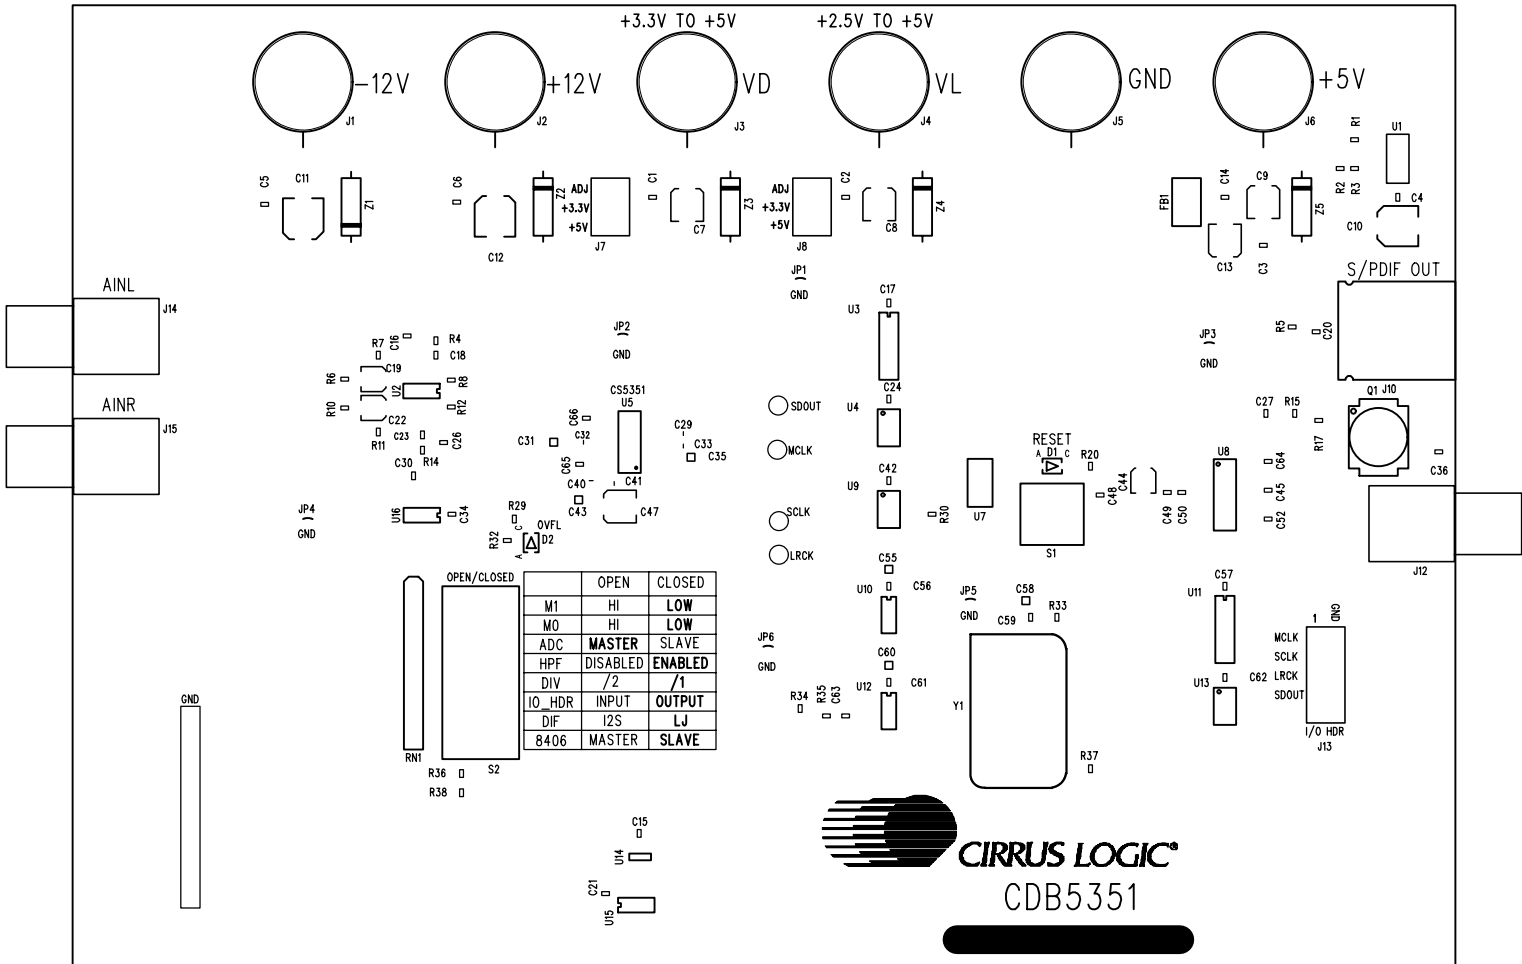 +3.3V TO +5V
+2.5V TO +5V
-12V
+12V
VD
VL
GND
+5V
J1
J2
J3
J4
J5
J6
R1
U1
C5
C11
Z1
C6
C12
Z2
ADJ
+3.3V
+5V
J7
C1
C7
Z3
ADJ
+3.3V
+5V
J8
C2
C8
Z4
FB1
C14
C9
C13
C3
Z5
R2
R3
C4
C10
AINL
J14
JP1
GND
C17
U3
S/PDIF OUT
R5
C20
J10
JP2
GND
JP3
GND
R7
C16
R4
C18
C19
R6
U2
R8
AINR
J15
R10
C22
R12
R11
C23
R14
C26
C30
U16
C34
CS5351
U5
C66
C31
C32
C65
C29
C33
C35
C40
C41
C43
C47
SDOUT
MCLK
SCLK
LRCK
C24
U4
C42
U9
R30
RESET
D1
A
C
R20
U7
S1
C48
C44
C49
C50
U8
C27
R15
R17
Q1
C36
C64
C45
C52
J12
JP4
GND
R29
C
OVFL
R32
D2
A
OPEN/CLOSED
OPEN CLOSED
M1 HI LOW
M0 HI LOW
ADC MASTER SLAVE
HPF DISABLED ENABLED
DIV /2 /1
IO_HDR INPUT OUTPUT
DIF I2S LJ
8406 MASTER SLAVE
RN1
S2
R36
R38
C55
U10
C56
JP5
GND
C58
C59
R33
C57
U11
JP6
GND
C60
U12
C61
R34
R35
C63
Y1
R37
U13
C62
1
GND
MCLK
SCLK
LRCK
SDOUT
I/O HDR
J13
GND
C15
U14
C21
U15
CIRRUS LOGIC®
CDB5351